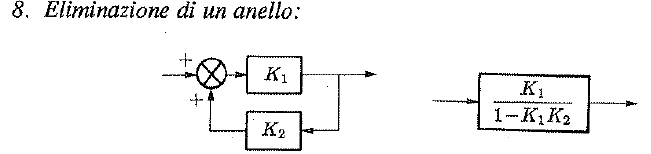 8. Eliminazione di un anello:
+
K₁
+
K₂
K₁
1-K₁K₂